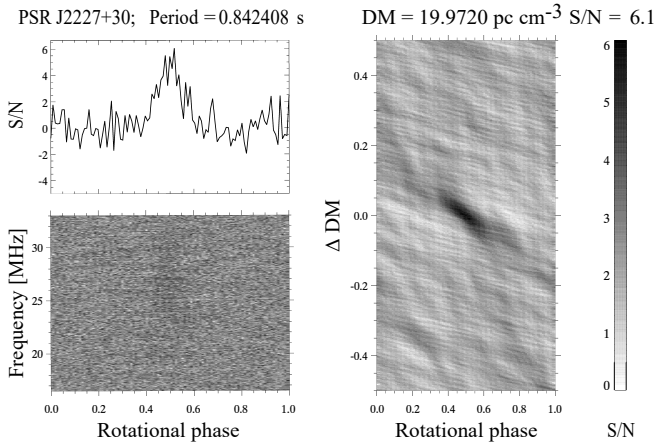 PSR J2227+30; Period = 0.842408 s
DM = 19.9720 pc cm-3 S/N = 6.1
S/N
6
4
2
0
-2
-4
Frequency [MHz]
30
25
20
0.0 0.2 0.4 0.6 0.8 1.0
Rotational phase
Δ DM
0.4
0.2
0.0
-0.2
-0.4
0.0 0.2 0.4 0.6 0.8 1.0
Rotational phase
6
5
4
3
2
1
0
S/N